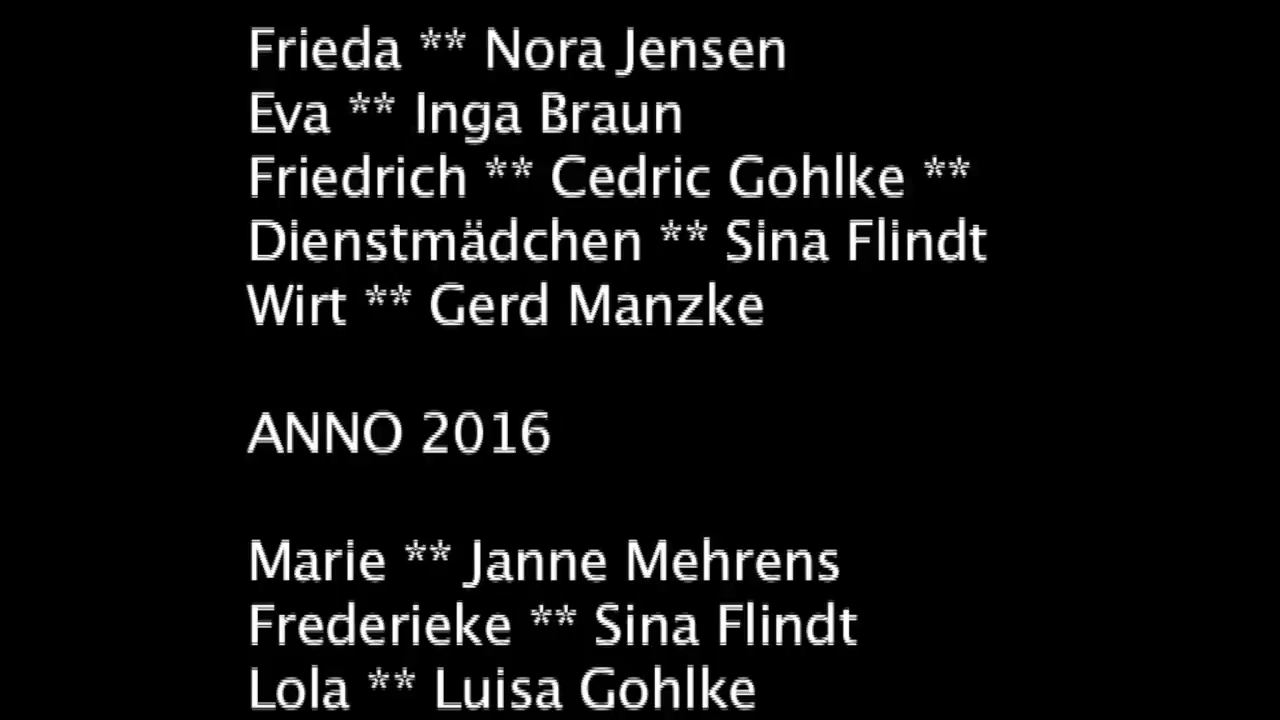 Frieda ** Nora Jensen
Eva ** Inga Braun
Friedrich ** Cedric Gohlke **
Dienstmädchen ** Sina Flindt
Wirt ** Gerd Manzke
ANNO 2016
Marie ** Janne Mehrens
Frederieke ** Sina Flindt
Lola ** Luisa Gohlke